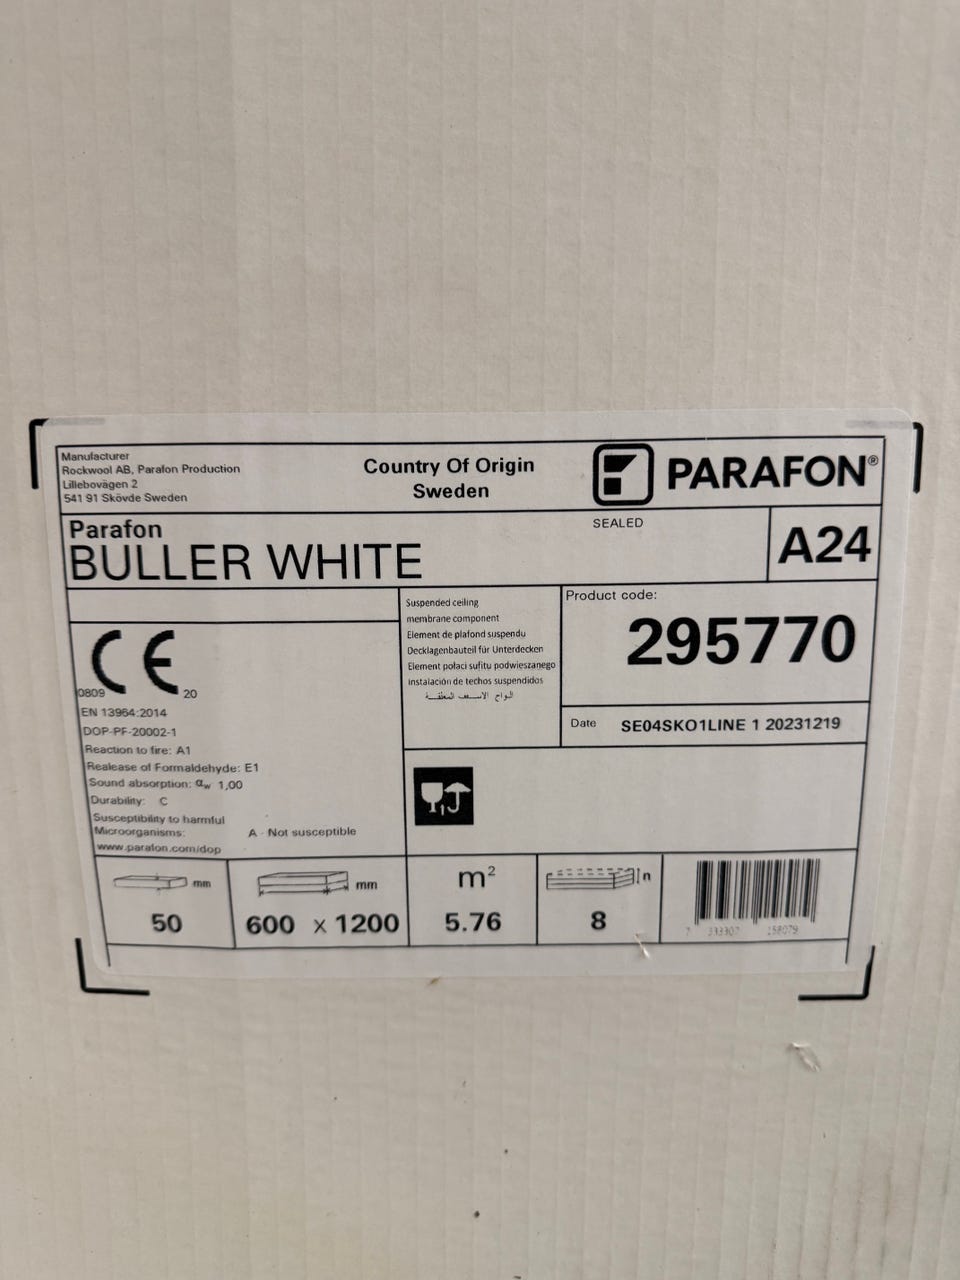 Manufacturer
Rockwool AB, Parafon Production
Lillebovägen 2
541 91 Skövde Sweden
Country Of Origin
Sweden
PARAFON®
Parafon
BULLER WHITE
SEALED
A24
CE
0809
20
EN 13964:2014
DOP-PF-20002-1
Reaction to fire: A1
Realease of Formaldehyde: E1
Sound absorption: αw 1,00
Durability: C
Susceptibility to harmful
Microorganisms: A - Not susceptible
www.parafon.com/dop
Suspended ceiling
membrane component
Element de plafond suspendu
Decklagenbauteil für Unterdecken
Element połaci sufitu podwieszanego
instalación de techos suspendidos
Product code:
295770
Date SE04SKO1LINE 1 20231219
mm
50
mm
600 x 1200
m²
5.76
n
8